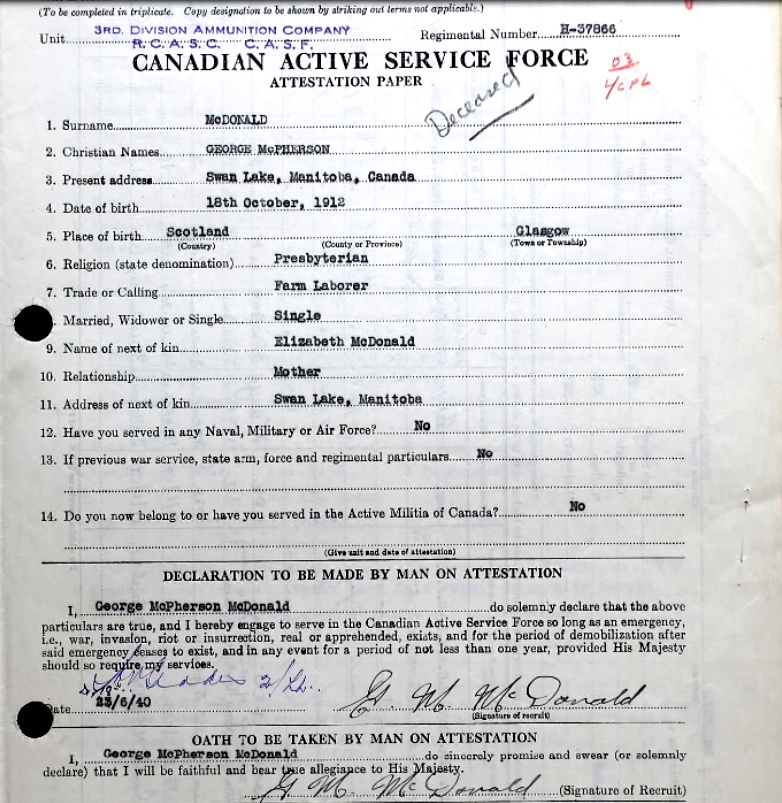 (To be completed in triplicate. Copy designation to be shown by striking out terms not applicable.)
Unit 3RD. DIVISION AMMUNITION COMPANY Regimental Number H-37866
R.C.A.S.C. C.A.S.F.
CANADIAN ACTIVE SERVICE FORCE 03
ATTESTATION PAPER
Deceased
1. Surname McDONALD
2. Christian Names GEORGE McPHERSON
3. Present address Swan Lake, Manitoba, Canada
4. Date of birth 18th October, 1912
5. Place of birth Scotland Glasgow
(Country) (County or Province) (Town or Township)
6. Religion (state denomination) Presbyterian
7. Trade or Calling Farm Laborer
Married, Widower or Single Single
9. Name of next of kin Elizabeth McDonald
10. Relationship Mother
11. Address of next of kin Swan Lake, Manitoba
12. Have you served in any Naval, Military or Air Force? No
13. If previous war service, state arm, force and regimental particulars No
14. Do you now belong to or have you served in the Active Militia of Canada? No
(Give unit and date of attestation)
DECLARATION TO BE MADE BY MAN ON ATTESTATION
I, George McPherson McDonald do solemnly declare that the above
particulars are true, and I hereby engage to serve in the Canadian Active Service Force so long as an emergency,
i.e., war, invasion, riot or insurrection, real or apprehended, exists, and for the period of demobilization after
said emergency ceases to exist, and in any event for a period of not less than one year, provided His Majesty
should so require my services.
Date /6/40 G. M. McDonald
(Signature of recruit)
OATH TO BE TAKEN BY MAN ON ATTESTATION
I, George McPherson McDonald do sincerely promise and swear (or solemnly
declare) that I will be faithful and bear true allegiance to His Majesty.
G. M. McDonald (Signature of Recruit)